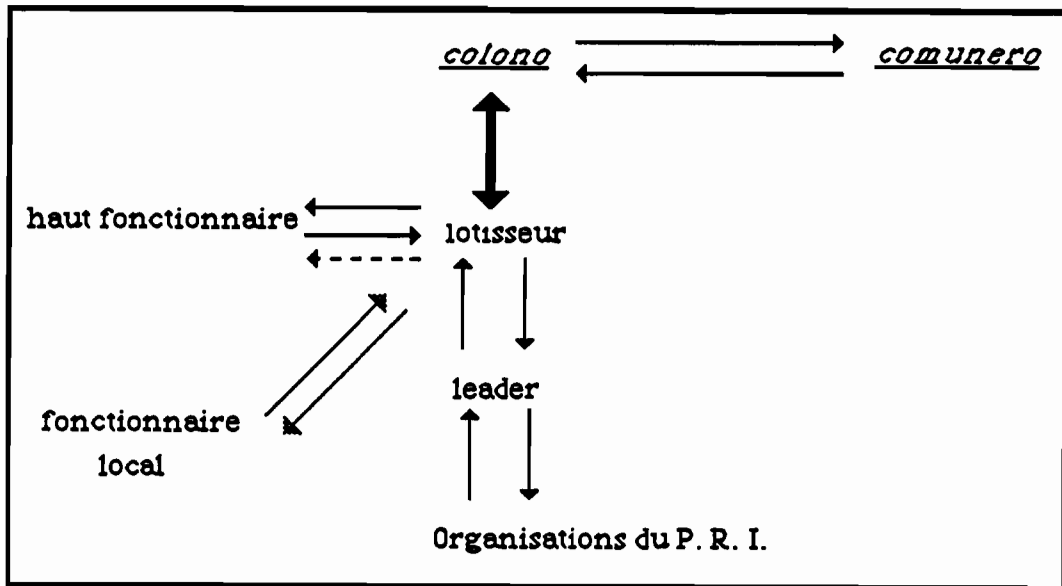 colono
comunero
haut fonctionnaire
lotisseur
leader
fonctionnaire
local
Organisations du P. R. I.